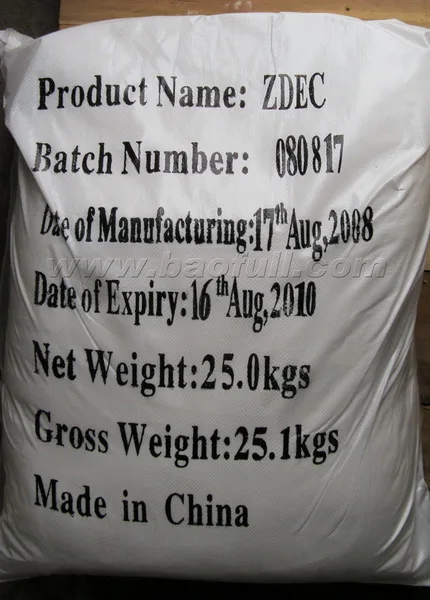 Product Name: ZDEC
Batch Number: 080817
Date of Manufacturing:17th Aug,2008
www.baofull.com
Date of Expiry:16th Aug,2010
Net Weight:25.0kgs
Gross Weight:25.1kgs
Made in China